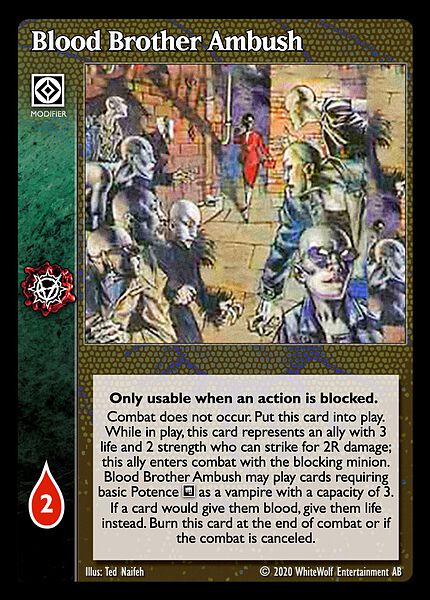 Blood Brother Ambush
MODIFIER
Only usable when an action is blocked.
Combat does not occur. Put this card into play.
While in play, this card represents an ally with 3
life and 2 strength who can strike for 2R damage;
this ally enters combat with the blocking minion.
Blood Brother Ambush may play cards requiring
basic Potence as a vampire with a capacity of 3.
If a card would give them blood, give them life
instead. Burn this card at the end of combat or if
the combat is canceled.
2
Illus: Ted Naifeh © 2020 WhiteWolf Entertainment AB